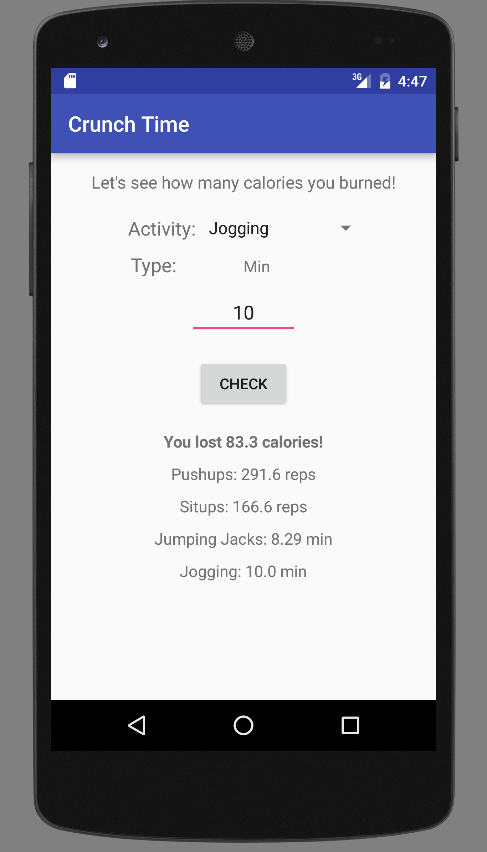 3G 4:47
Crunch Time
Let's see how many calories you burned!
Activity: Jogging
Type: Min
10
CHECK
You lost 83.3 calories!
Pushups: 291.6 reps
Situps: 166.6 reps
Jumping Jacks: 8.29 min
Jogging: 10.0 min